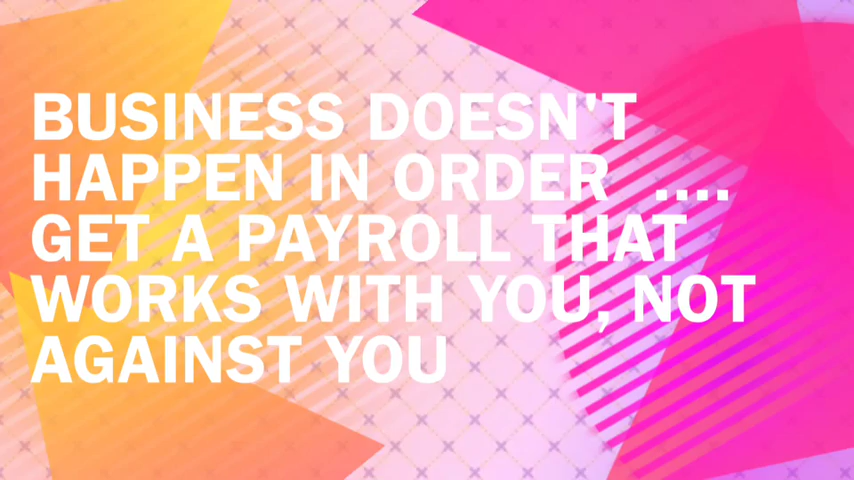 BUSINESS DOESN'T
HAPPEN IN ORDER ....
GET A PAYROLL THAT
WORKS WITH YOU, NOT
AGAINST YOU